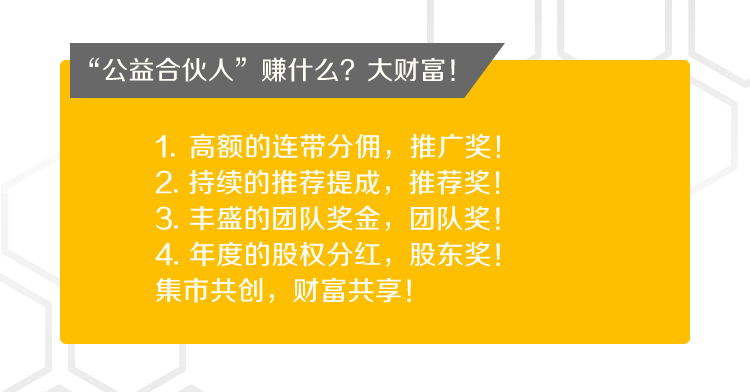 “公益合伙人”赚什么？大财富！
1. 高额的连带分佣，推广奖！
2. 持续的推荐提成，推荐奖！
3. 丰盛的团队奖金，团队奖！
4. 年度的股权分红，股东奖！
集市共创，财富共享！